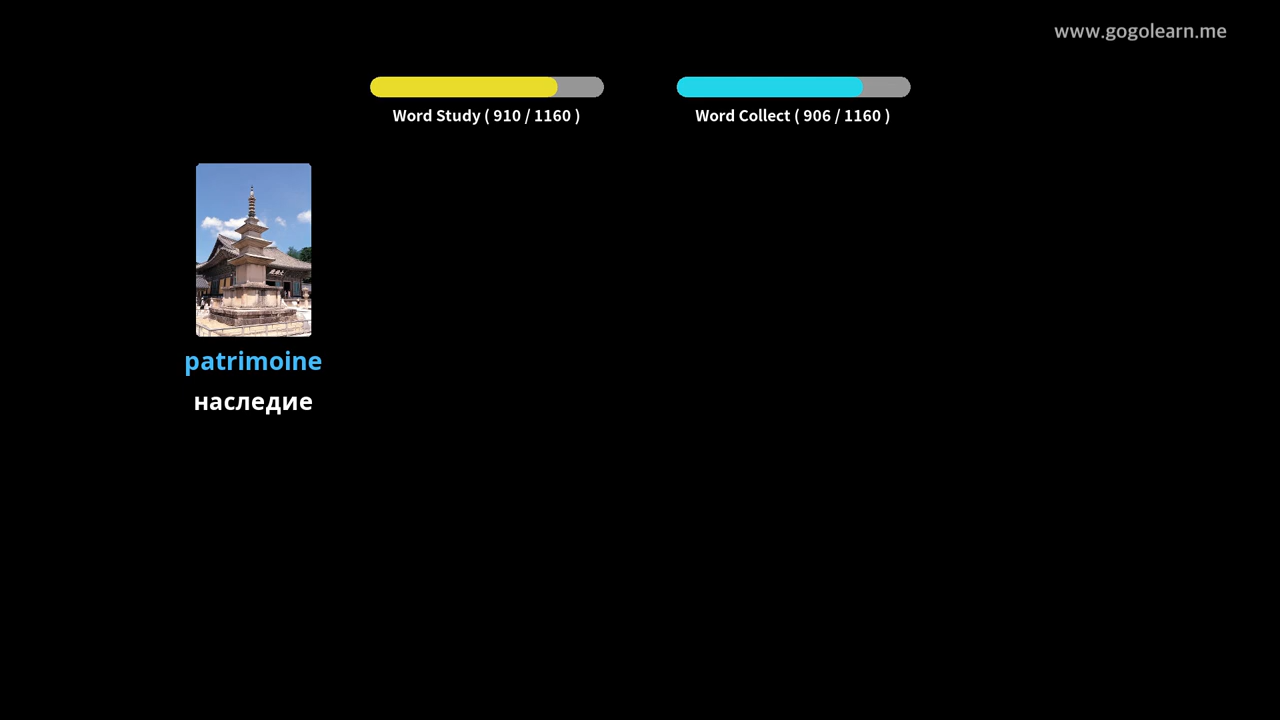 www.gogolearn.me
Word Study ( 910 / 1160 )
Word Collect ( 906 / 1160 )
patrimoine
наследие